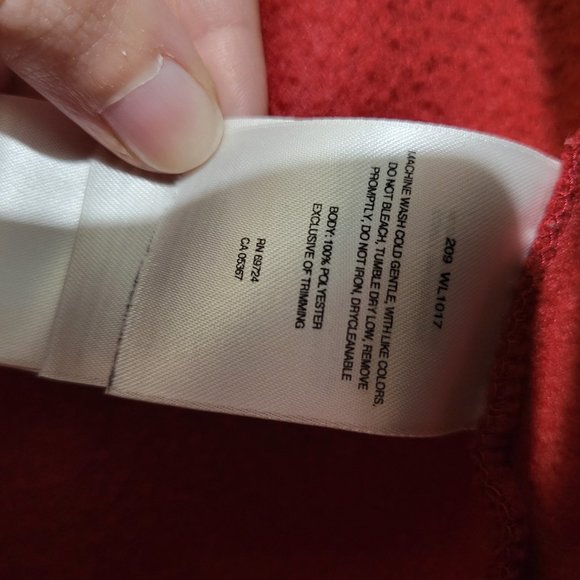 209 WL1017
MACHINE WASH COLD GENTLE, WITH LIKE COLORS,
DO NOT BLEACH, TUMBLE DRY LOW, REMOVE
PROMPTLY, DO NOT IRON, DRYCLEANABLE
BODY: 100% POLYESTER
EXCLUSIVE OF TRIMMING
RN 69724
CA 05367